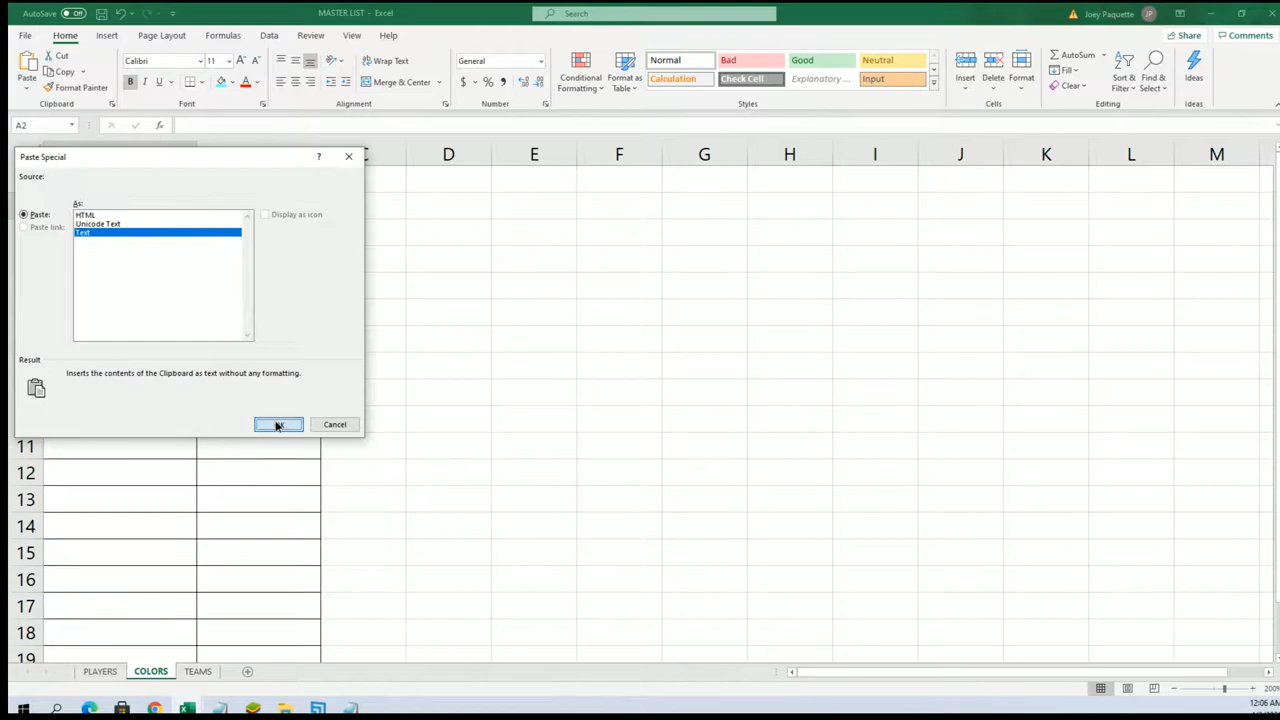 AutoSave Off MASTER LIST - Excel Search Joey Paquette JP
File Home Insert Page Layout Formulas Data Review View Help Share Comments
Paste Cut Copy Format Painter Clipboard
Calibri 11 A A B I U A Font
Wrap Text Merge & Center Alignment
General $ % Number
Conditional Formatting Format as Table
Normal Bad Good Neutral
Calculation Check Cell Explanatory ... Input
Styles
Insert Delete Format Cells
AutoSum Fill Clear Sort & Filter Find & Select Editing
Ideas Ideas
A2 fx
C D E F G H I J K L M
Paste Special ? ×
Source:
As:
Paste:
Paste link:
HTML
Unicode Text
Text
Display as icon
Result
Inserts the contents of the Clipboard as text without any formatting.
Cancel
11
12
13
14
15
16
17
18
19
PLAYERS COLORS TEAMS
200%
12:06 AM